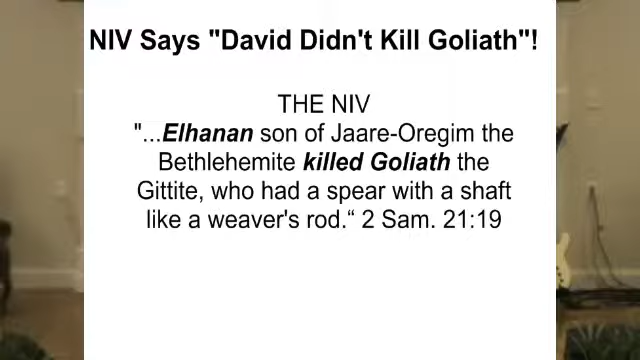 NIV Says "David Didn't Kill Goliath"!
THE NIV
"...Elhanan son of Jaare-Oregim the
Bethlehemite killed Goliath the
Gittite, who had a spear with a shaft
like a weaver's rod.“ 2 Sam. 21:19